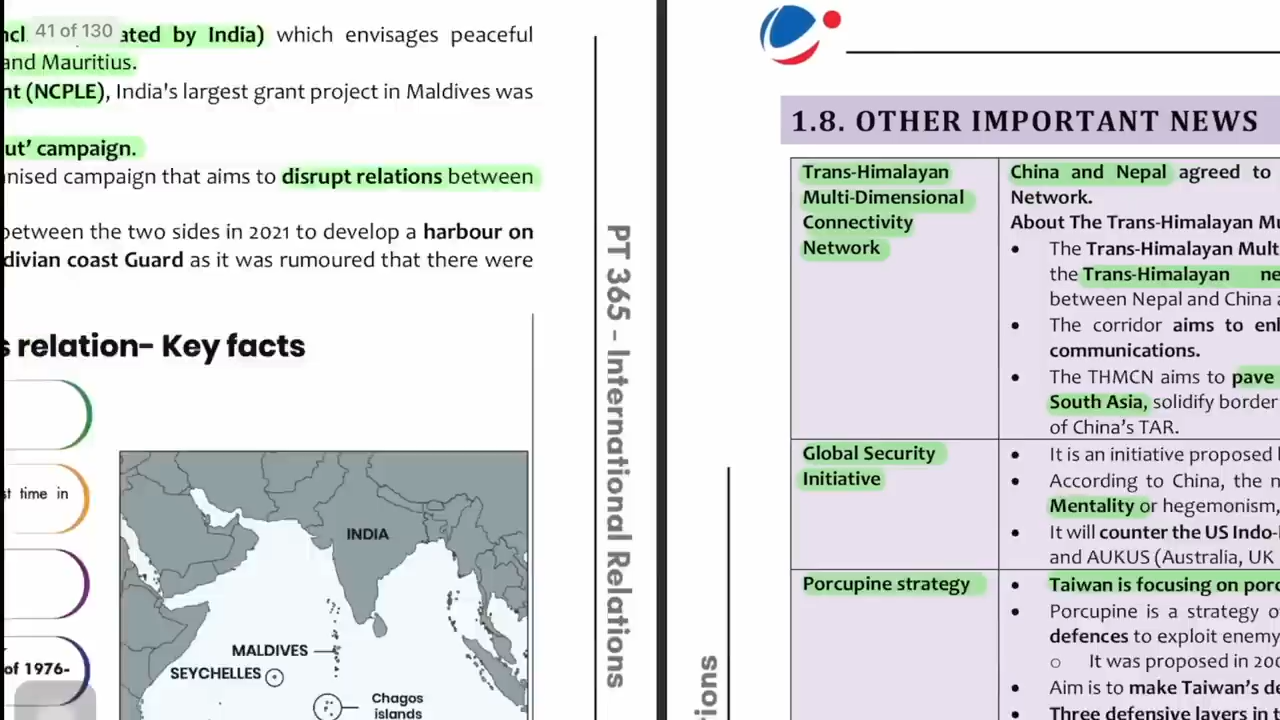 41 of 130
ated by India) which envisages peaceful
and Mauritius.
nt (NCPLE), India's largest grant project in Maldives was
ut' campaign.
nised campaign that aims to disrupt relations between
between the two sides in 2021 to develop a harbour on
divian coast Guard as it was rumoured that there were
s relation- Key facts
st time in
of 1976-
INDIA
MALDIVES
SEYCHELLES
Chagos
islands
PT 365 - International Relations
1.8. OTHER IMPORTANT NEWS
Trans-Himalayan
Multi-Dimensional
Connectivity
Network
China and Nepal agreed to
Network.
About The Trans-Himalayan Mu
• The Trans-Himalayan Mult
the Trans-Himalayan ne
between Nepal and China a
• The corridor aims to enh
communications.
• The THMCN aims to pave
South Asia, solidify border
of China's TAR.
Global Security
Initiative
• It is an initiative proposed
• According to China, the n
Mentality or hegemonism,
• It will counter the US Indo-
and AUKUS (Australia, UK
Porcupine strategy
• Taiwan is focusing on porc
• Porcupine is a strategy o
defences to exploit enemy
o It was proposed in 200
• Aim is to make Taiwan's de
• Three defensive layers in t
tions